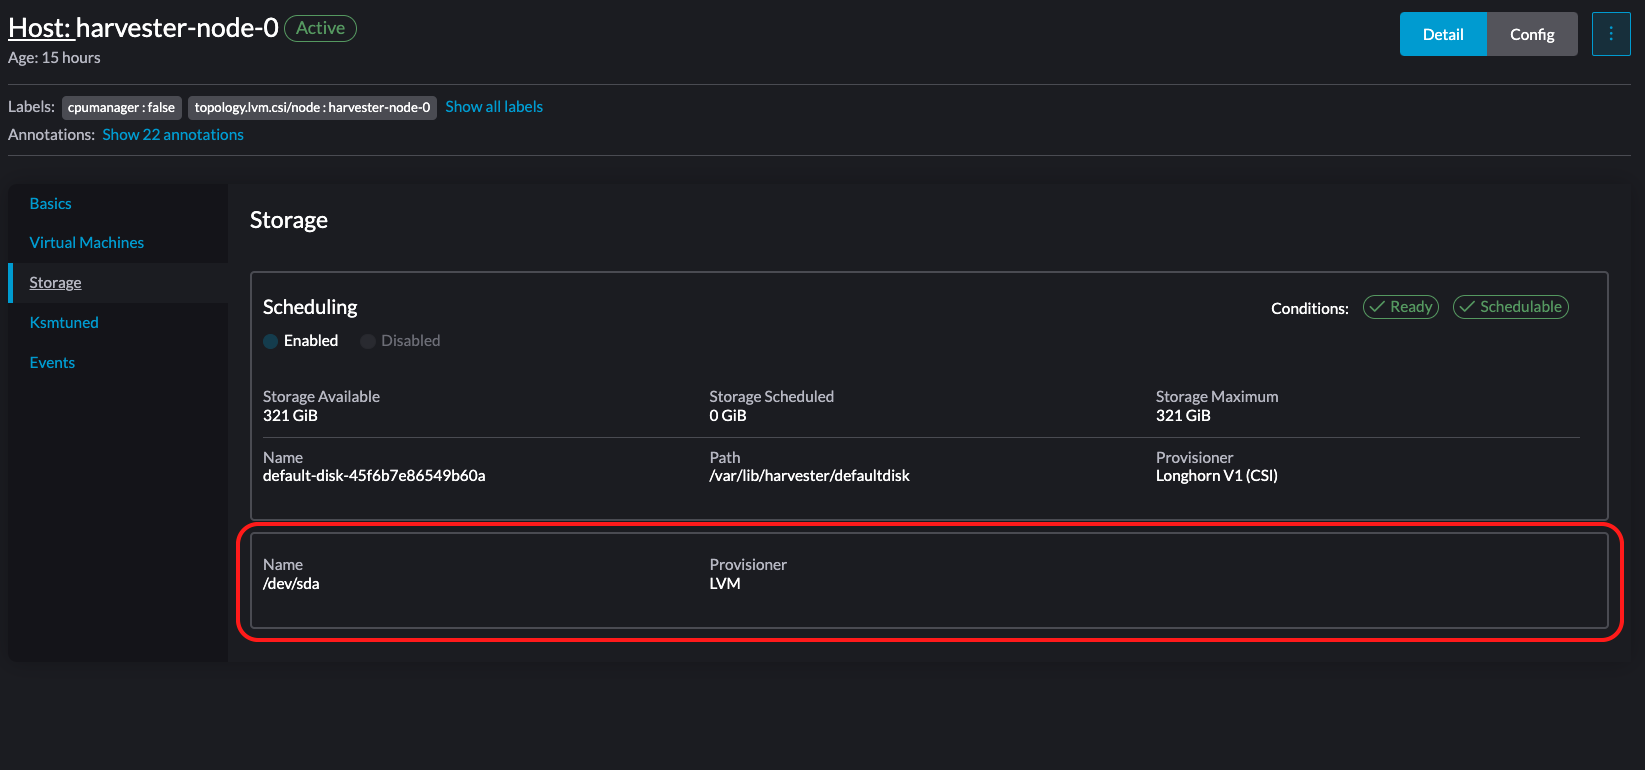 Host: harvester-node-0 Active
Detail Config
Age: 15 hours
Labels: cpumanager : false topology.lvm.csi/node : harvester-node-0 Show all labels
Annotations: Show 22 annotations
Basics
Virtual Machines
Storage
Ksmtuned
Events
Storage
Scheduling
Conditions: Ready Schedulable
Enabled Disabled
Storage Available Storage Scheduled Storage Maximum
321 GiB 0 GiB 321 GiB
Name Path Provisioner
default-disk-45f6b7e86549b60a /var/lib/harvester/defaultdisk Longhorn V1 (CSI)
Name Provisioner
/dev/sda LVM